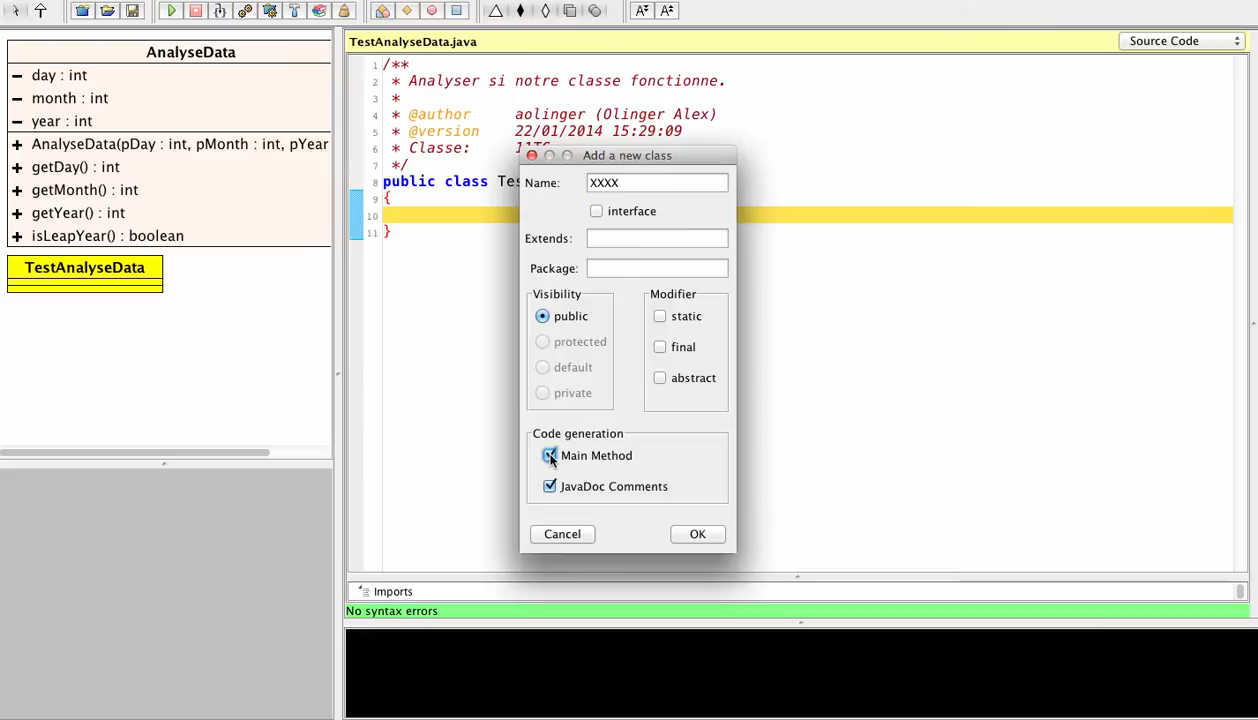 AnalyseData
day : int
month : int
year : int
AnalyseData(pDay : int, pMonth : int, pYear
getDay() : int
getMonth() : int
getYear() : int
isLeapYear() : boolean
TestAnalyseData
TestAnalyseData.java
Source Code
1 /**
2 * Analyser si notre classe fonctionne.
3 *
4 * @author aolinger (Olinger Alex)
5 * @version 22/01/2014 15:29:09
6 * Classe:
7 */
8 public class Tes
9 {
10
11 }
Add a new class
Name: XXXX
interface
Extends:
Package:
Visibility
public
protected
default
private
Modifier
static
final
abstract
Code generation
Main Method
JavaDoc Comments
Cancel
OK
Imports
No syntax errors